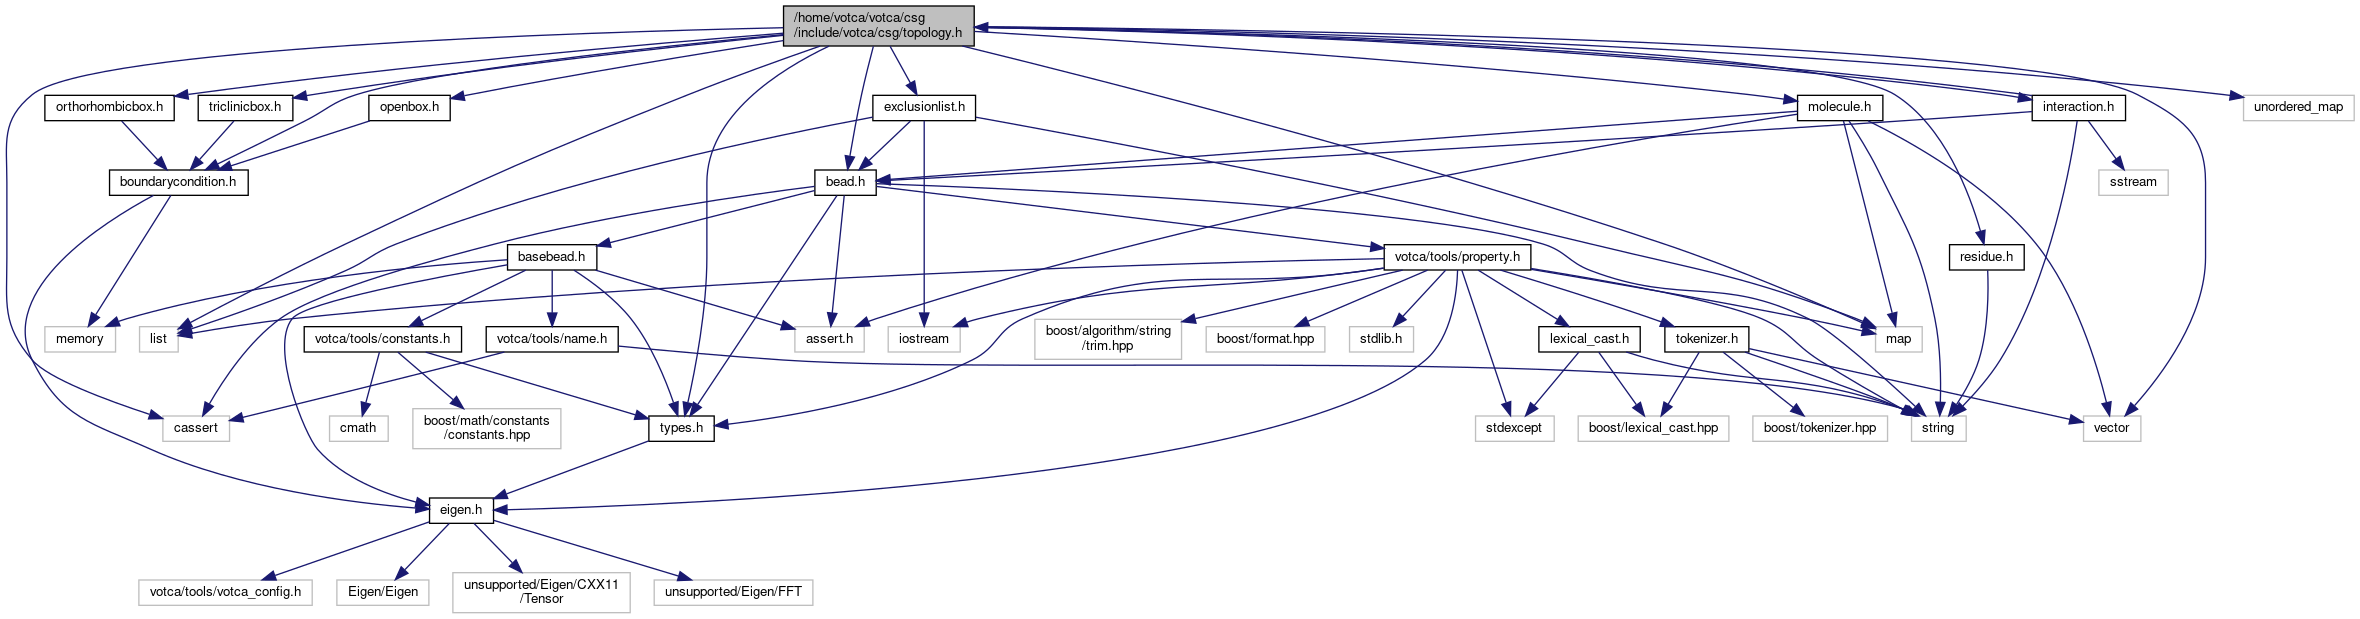 /home/votca/votca/csg
/include/votca/csg/topology.h
orthorhombicbox.h
triclinicbox.h
openbox.h
exclusionlist.h
molecule.h
interaction.h
unordered_map
boundarycondition.h
bead.h
sstream
basebead.h
votca/tools/property.h
residue.h
memory
list
votca/tools/constants.h
votca/tools/name.h
assert.h
iostream
boost/algorithm/string
/trim.hpp
boost/format.hpp
stdlib.h
lexical_cast.h
tokenizer.h
map
cassert
cmath
boost/math/constants
/constants.hpp
types.h
stdexcept
boost/lexical_cast.hpp
boost/tokenizer.hpp
string
vector
eigen.h
votca/tools/votca_config.h
Eigen/Eigen
unsupported/Eigen/CXX11
/Tensor
unsupported/Eigen/FFT